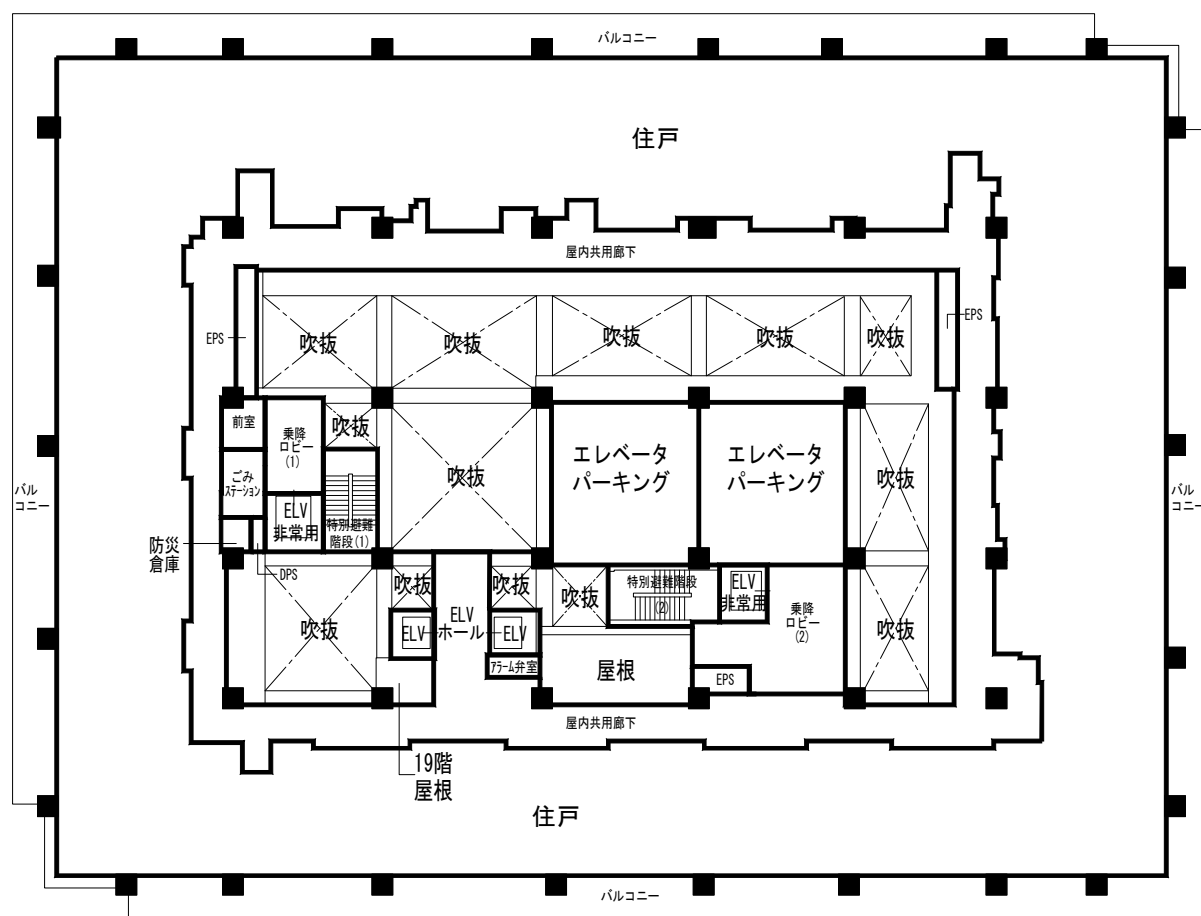 バルコニー
住戸
屋内共用廊下
EPS
吹抜
吹抜
吹抜
吹抜
吹抜
EPS
前室
乗降
ロビー
(1)
吹抜
吹抜
エレベータ
パーキング
エレベータ
パーキング
吹抜
ごみ
ステーション
ELV
非常用
特別避難
階段(1)
バル
コニー
バル
コニー
防災
倉庫
DPS
吹抜
吹抜
ELV
ホール
吹抜
吹抜
特別避難階段
(2)
ELV
非常用
乗降
ロビー
(2)
吹抜
ELV
ELV
アラーム弁室
屋根
EPS
屋内共用廊下
19階
屋根
住戸
バルコニー